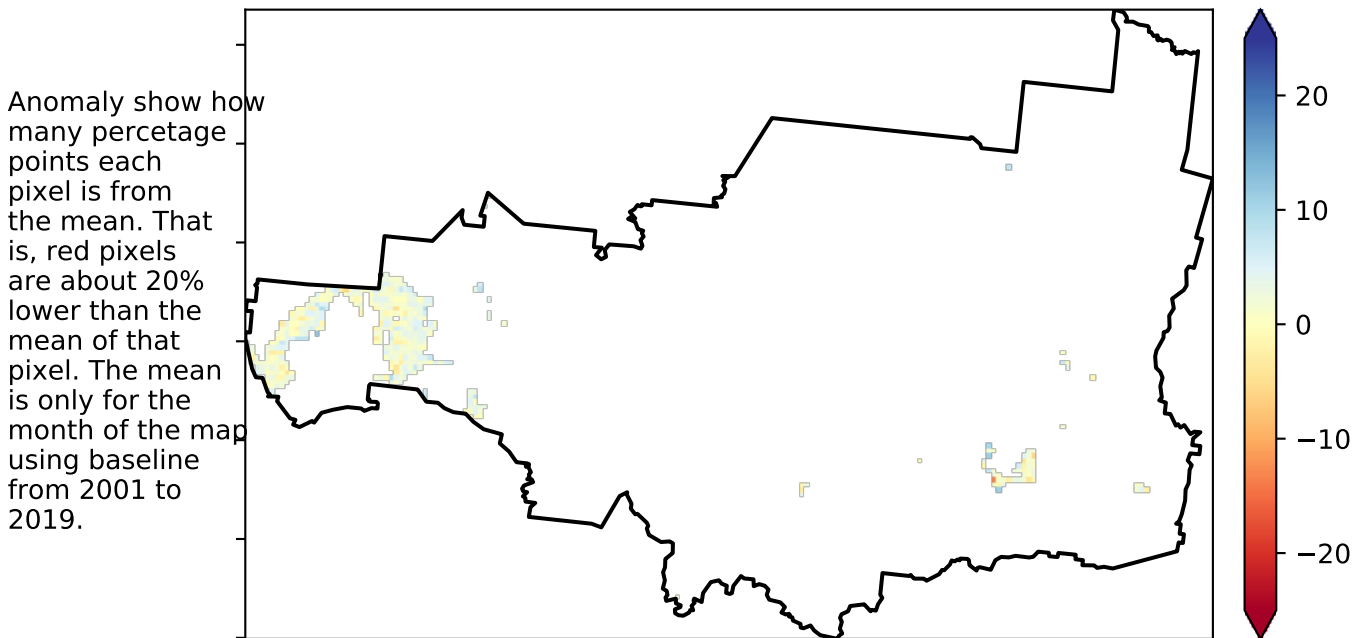 Anomaly show how
many percetage
points each
pixel is from
the mean. That
is, red pixels
are about 20%
lower than the
mean of that
pixel. The mean
is only for the
month of the map
using baseline
from 2001 to
2019.
20
10
0
−10
−20